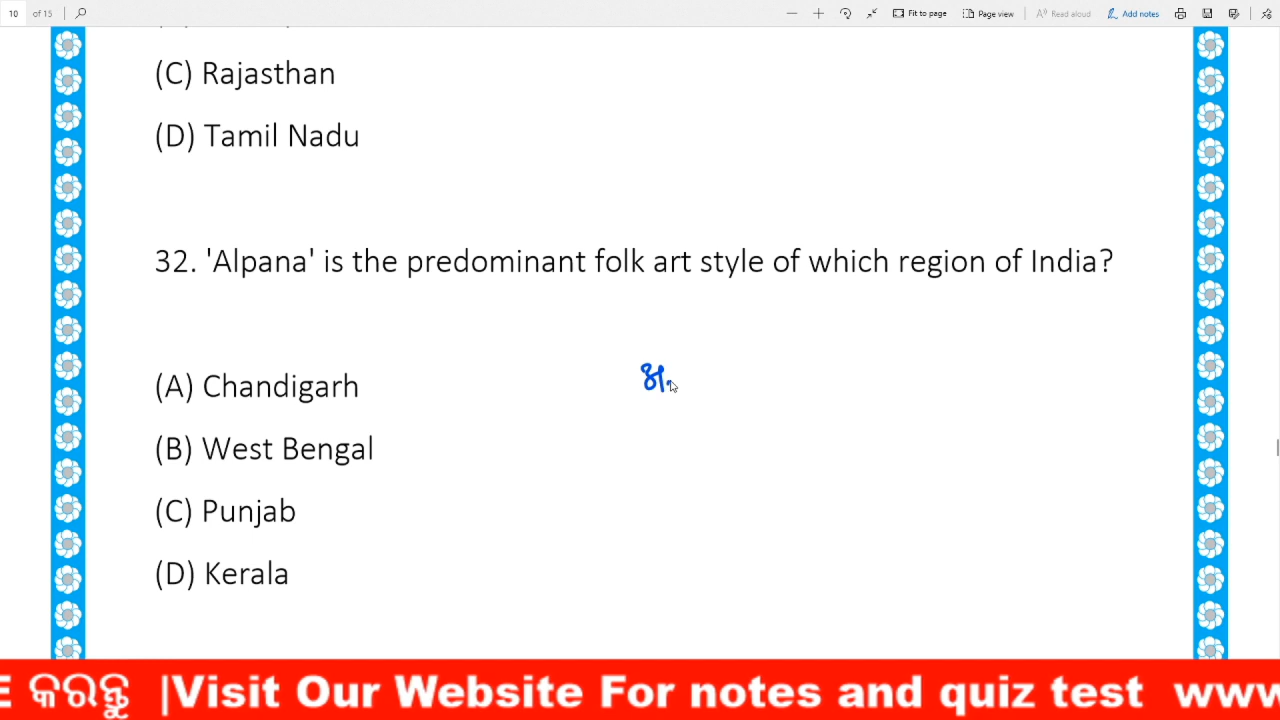 10 of 15 Fit to page Page view Read aloud Add notes
(C) Rajasthan
(D) Tamil Nadu
32. 'Alpana' is the predominant folk art style of which region of India?
(A) Chandigarh
(B) West Bengal
(C) Punjab
(D) Kerala
E କରନ୍ତୁ |Visit Our Website For notes and quiz test www